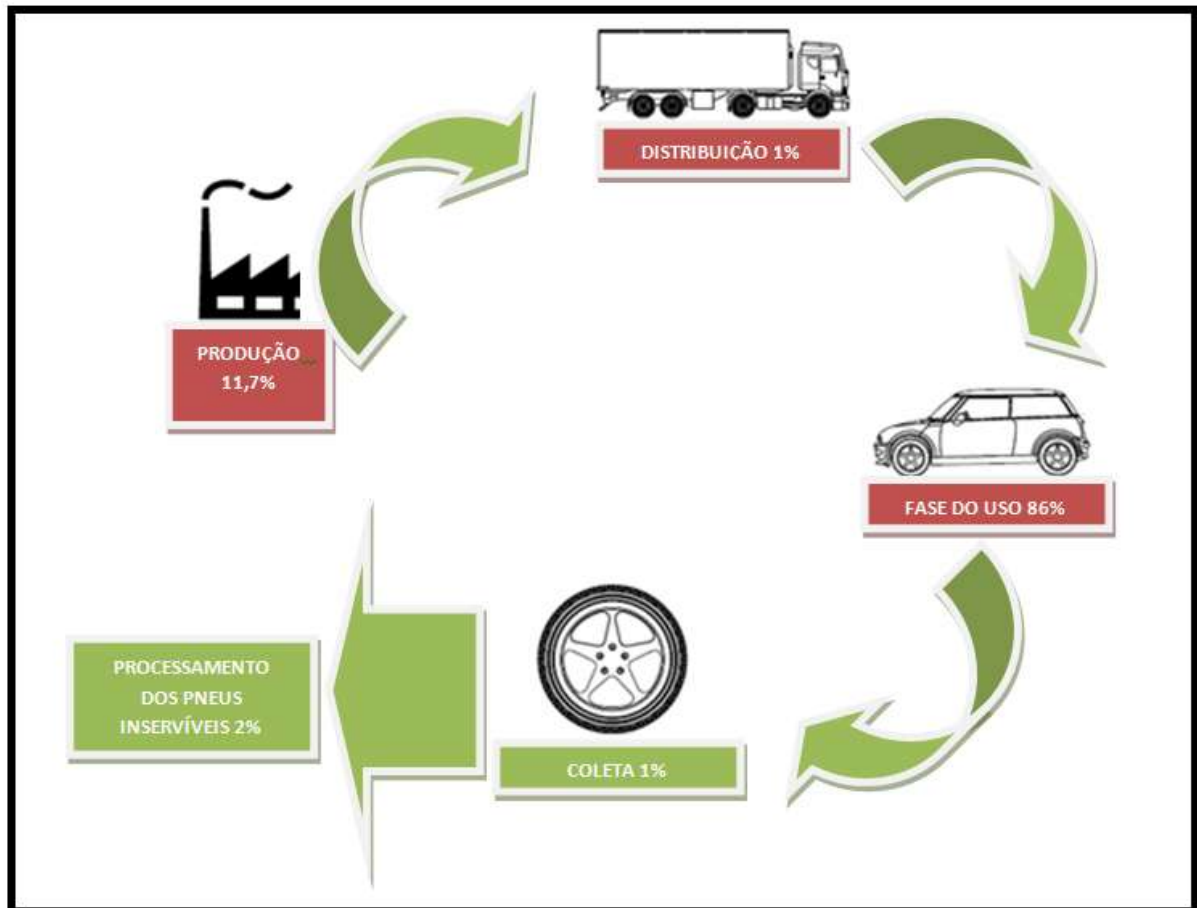 DISTRIBUIÇÃO 1%
PRODUÇÃO
11,7%
FASE DO USO 86%
COLETA 1%
PROCESSAMENTO
DOS PNEUS
INSERVÍVEIS 2%